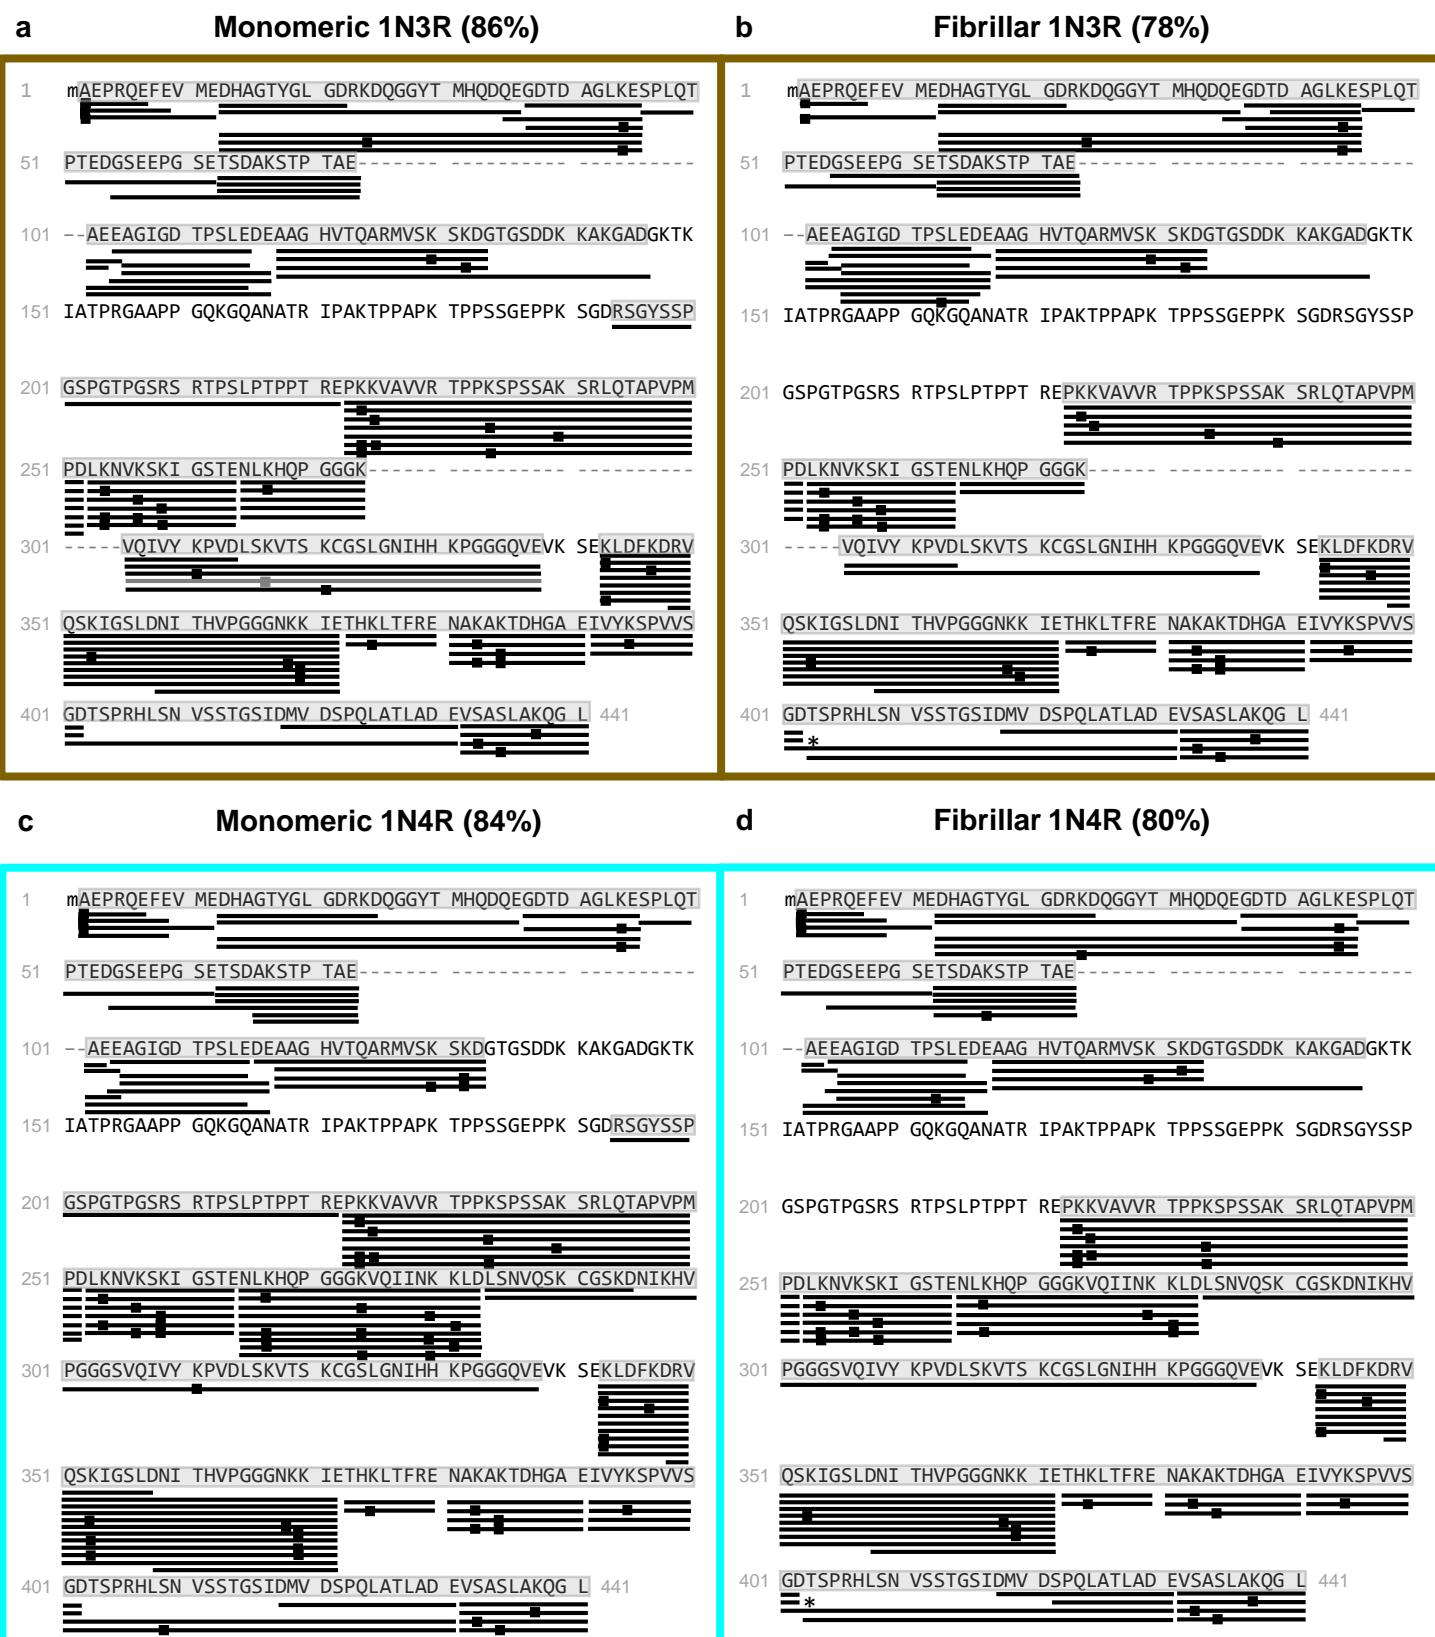 a Monomeric 1N3R (86%)
1 mAEPRQEFEV MEDHAGTYGL GDRKDQGGYT MHQDQEGDTD AGLKESPLQT
51 PTEDGSEEPG SETSDAKSTP TAE------- ---------- ----------
101 --AEEAGIGD TPSLEDEAAG HVTQARMVSK SKDGTGSDDK KAKGADGKTK
151 IATPRGAAPP GQKGQANATR IPAKTPPAPK TPPSSGEPPK SGDRSGYSSP
201 GSPGTPGSRS RTPSLPTPPT REPKKVAVVR TPPKSPSSAK SRLQTAPVPM
251 PDLKNVKSKI GSTENLKHQP GGGK------ ---------- ----------
301 -----VQIVY KPVDLSKVTS KCGSLGNIHH KPGGGQVEVK SEKLDFKDRV
351 QSKIGSLDNI THVPGGGNKK IETHKLTFRE NAKAKTDHGA EIVYKSPVVS
401 GDTSPRHLSN VSSTGSIDMV DSPQLATLAD EVSASLAKQG L 441
b Fibrillar 1N3R (78%)
1 mAEPRQEFEV MEDHAGTYGL GDRKDQGGYT MHQDQEGDTD AGLKESPLQT
51 PTEDGSEEPG SETSDAKSTP TAE------- ---------- ----------
101 --AEEAGIGD TPSLEDEAAG HVTQARMVSK SKDGTGSDDK KAKGADGKTK
151 IATPRGAAPP GQKGQANATR IPAKTPPAPK TPPSSGEPPK SGDRSGYSSP
201 GSPGTPGSRS RTPSLPTPPT REPKKVAVVR TPPKSPSSAK SRLQTAPVPM
251 PDLKNVKSKI GSTENLKHQP GGGK------ ---------- ----------
301 -----VQIVY KPVDLSKVTS KCGSLGNIHH KPGGGQVEVK SEKLDFKDRV
351 QSKIGSLDNI THVPGGGNKK IETHKLTFRE NAKAKTDHGA EIVYKSPVVS
401 GDTSPRHLSN VSSTGSIDMV DSPQLATLAD EVSASLAKQG L 441
*
c Monomeric 1N4R (84%)
1 mAEPRQEFEV MEDHAGTYGL GDRKDQGGYT MHQDQEGDTD AGLKESPLQT
51 PTEDGSEEPG SETSDAKSTP TAE------- ---------- ----------
101 --AEEAGIGD TPSLEDEAAG HVTQARMVSK SKDGTGSDDK KAKGADGKTK
151 IATPRGAAPP GQKGQANATR IPAKTPPAPK TPPSSGEPPK SGDRSGYSSP
201 GSPGTPGSRS RTPSLPTPPT REPKKVAVVR TPPKSPSSAK SRLQTAPVPM
251 PDLKNVKSKI GSTENLKHQP GGGKVQIINK KLDLSNVQSK CGSKDNIKHV
301 PGGGSVQIVY KPVDLSKVTS KCGSLGNIHH KPGGGQVEVK SEKLDFKDRV
351 QSKIGSLDNI THVPGGGNKK IETHKLTFRE NAKAKTDHGA EIVYKSPVVS
401 GDTSPRHLSN VSSTGSIDMV DSPQLATLAD EVSASLAKQG L 441
d Fibrillar 1N4R (80%)
1 mAEPRQEFEV MEDHAGTYGL GDRKDQGGYT MHQDQEGDTD AGLKESPLQT
51 PTEDGSEEPG SETSDAKSTP TAE------- ---------- ----------
101 --AEEAGIGD TPSLEDEAAG HVTQARMVSK SKDGTGSDDK KAKGADGKTK
151 IATPRGAAPP GQKGQANATR IPAKTPPAPK TPPSSGEPPK SGDRSGYSSP
201 GSPGTPGSRS RTPSLPTPPT REPKKVAVVR TPPKSPSSAK SRLQTAPVPM
251 PDLKNVKSKI GSTENLKHQP GGGKVQIINK KLDLSNVQSK CGSKDNIKHV
301 PGGGSVQIVY KPVDLSKVTS KCGSLGNIHH KPGGGQVEVK SEKLDFKDRV
351 QSKIGSLDNI THVPGGGNKK IETHKLTFRE NAKAKTDHGA EIVYKSPVVS
401 GDTSPRHLSN VSSTGSIDMV DSPQLATLAD EVSASLAKQG L 441
*